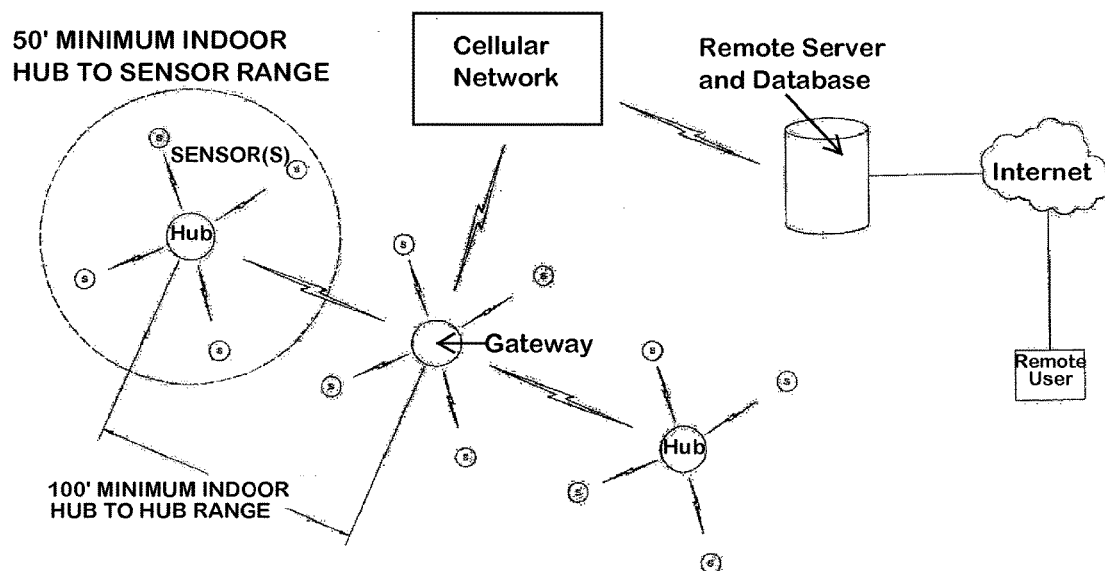 50' MINIMUM INDOOR
HUB TO SENSOR RANGE
Cellular
Network
Remote Server
and Database
Internet
Remote
User
s
SENSOR(S)
s
Hub
s
s
s
s
Gateway
s
s
s
s
Hub
s
s
100' MINIMUM INDOOR
HUB TO HUB RANGE